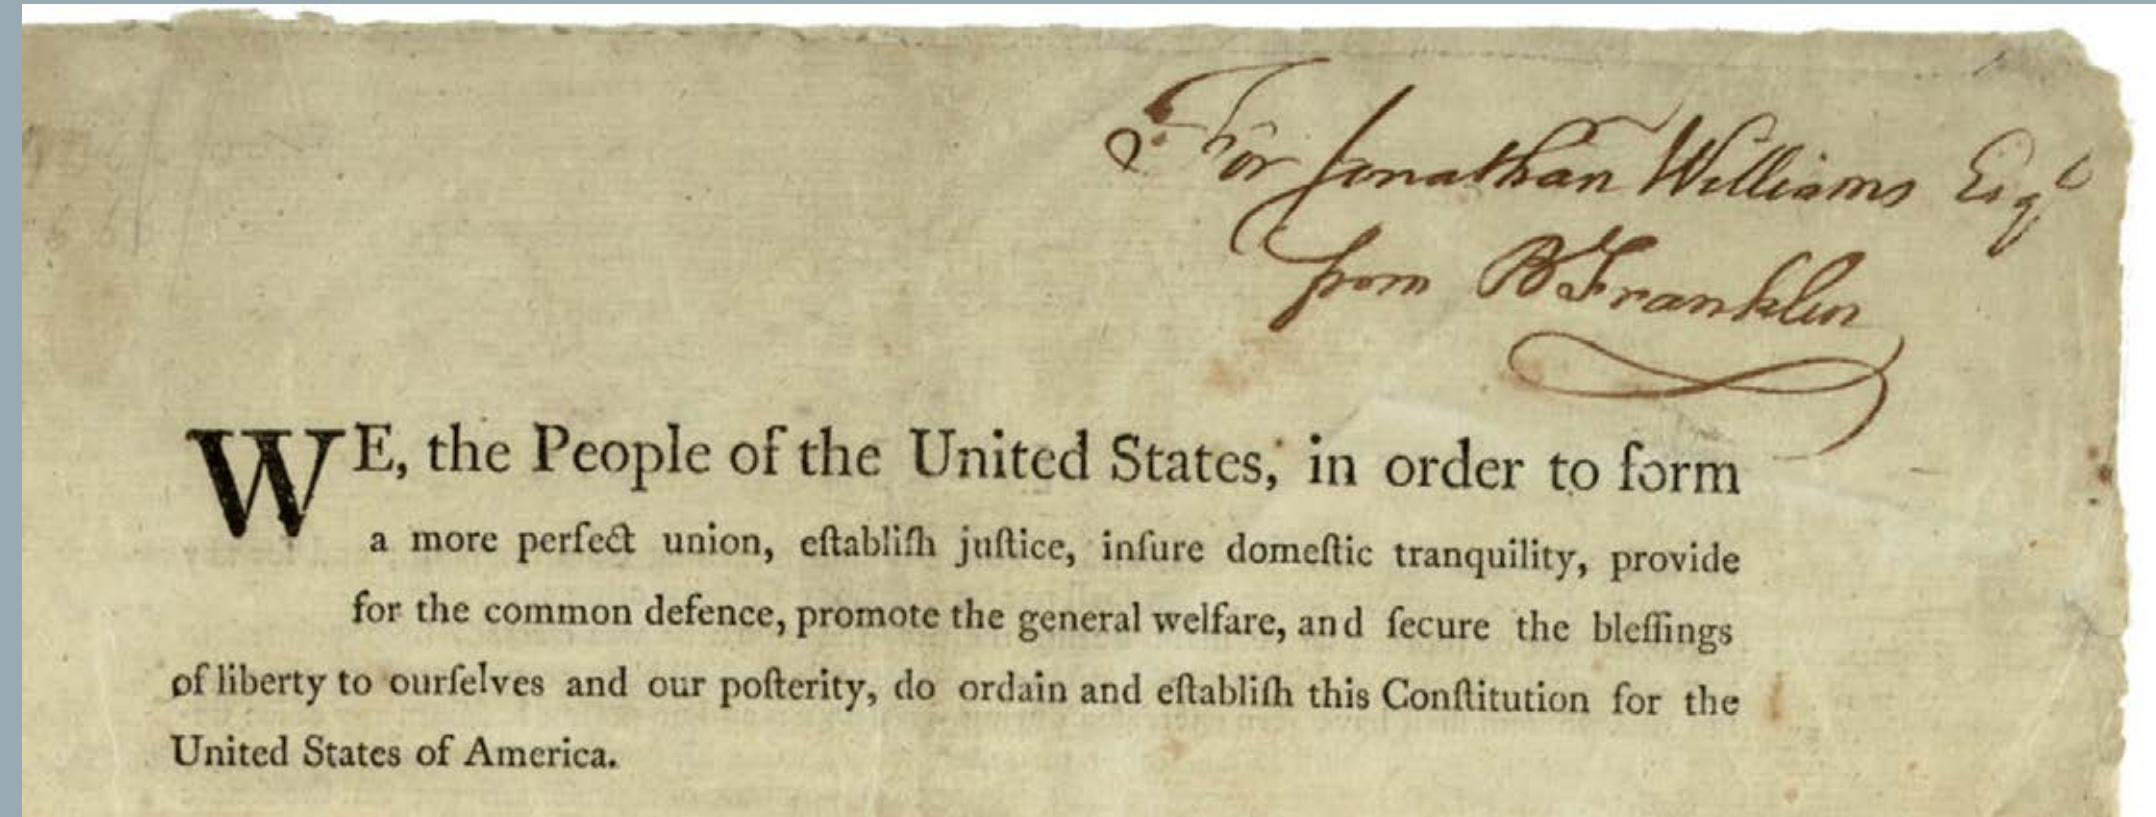 For Jonathan Williams Esqr
from B Franklin
WE, the People of the United States, in order to form
a more perfect union, eſtabliſh juſtice, inſure domeſtic tranquility, provide
for the common defence, promote the general welfare, and ſecure the bleſſings
of liberty to ourſelves and our poſterity, do ordain and eſtabliſh this Conſtitution for the
United States of America.